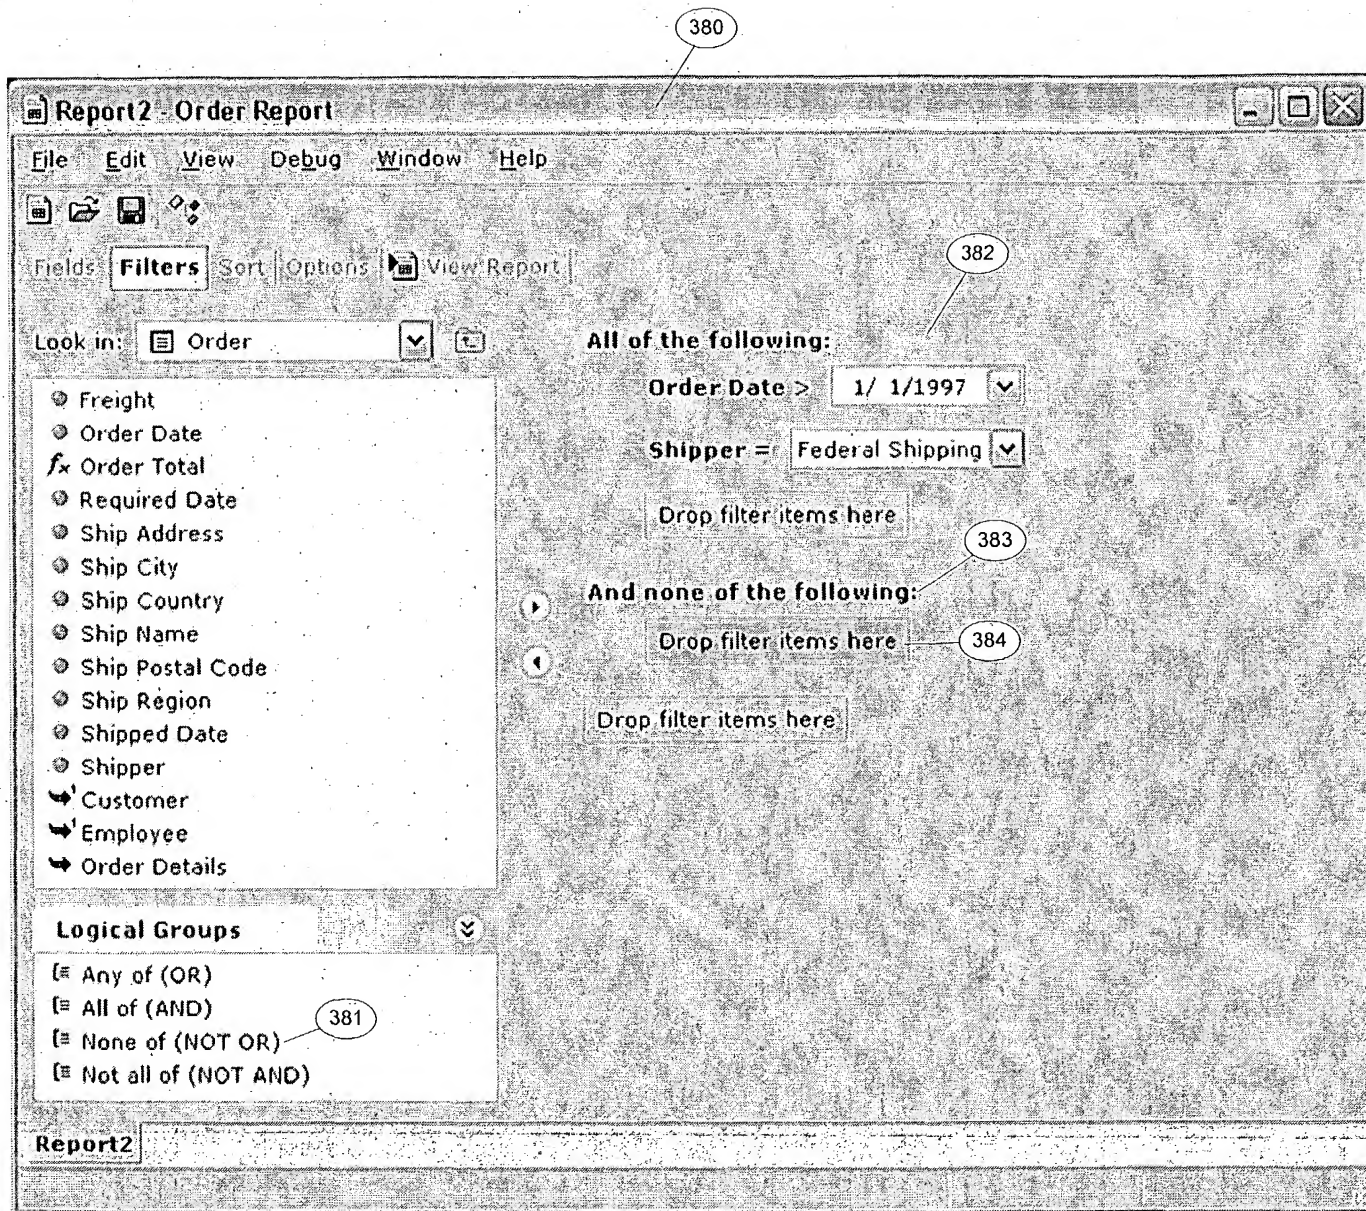 380
Report2 - Order Report
File Edit View Debug Window Help
Fields Filters Sort Options View Report
382
Look in: Order
All of the following:
Order Date > 1/ 1/1997
Shipper = Federal Shipping
Drop filter items here
383
And none of the following:
Drop filter items here
384
Drop filter items here
Freight
Order Date
fx Order Total
Required Date
Ship Address
Ship City
Ship Country
Ship Name
Ship Postal Code
Ship Region
Shipped Date
Shipper
Customer
Employee
Order Details
Logical Groups
Any of (OR)
All of (AND)
381
None of (NOT OR)
Not all of (NOT AND)
Report2